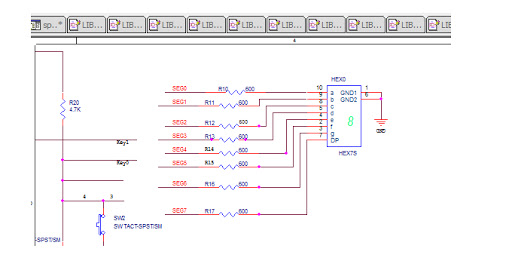 sp..* LIB... LIB... LIB... LIB... LIB... LIB... LIB... LIB... LIB... LIB
4
HEX0
SEG0 R10 600 10 a GND1 1
SEG1 R11 600 9 b GND2 6
SEG2 R12 600 8 c
SEG3 R13 600 5 d
SEG4 R14 600 4 e 8
SEG5 R15 600 2 f
SEG6 R16 600 3 g
SEG7 R17 600 7 DP
HEX7S
GND
R20
4.7K
Key1
Key0
4 3
SW2
SW TACT-SPST/SM
-SPST/SM